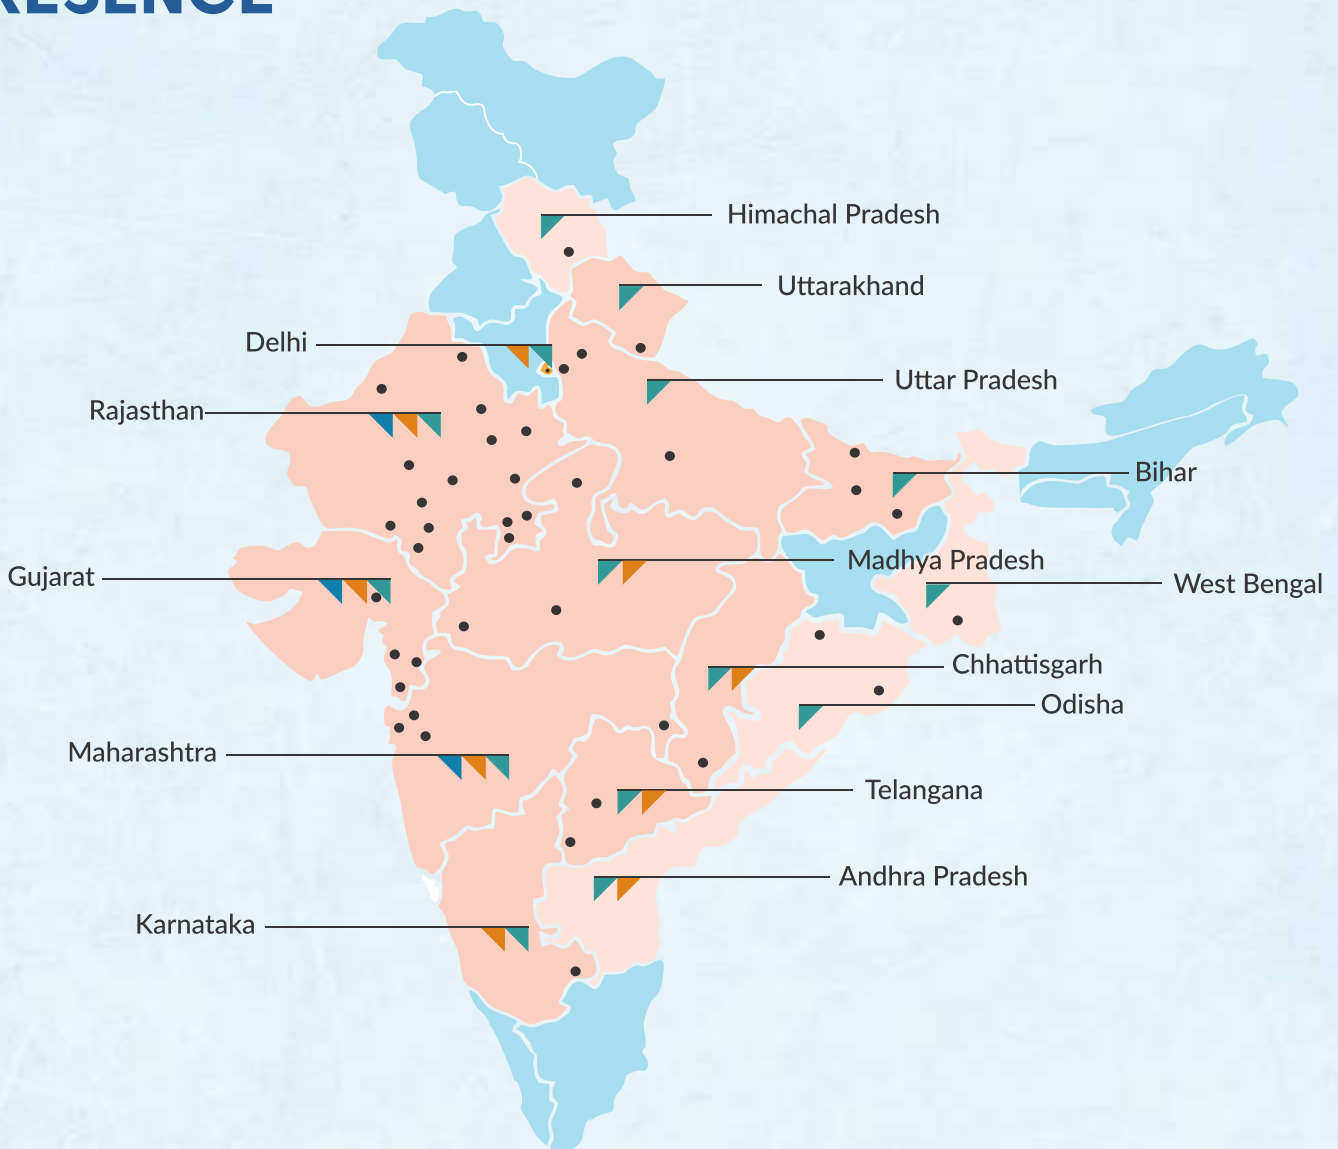 RESENCE
Himachal Pradesh
Uttarakhand
Delhi
Uttar Pradesh
Rajasthan
Bihar
Madhya Pradesh
Gujarat
West Bengal
Chhattisgarh
Odisha
Maharashtra
Telangana
Andhra Pradesh
Karnataka